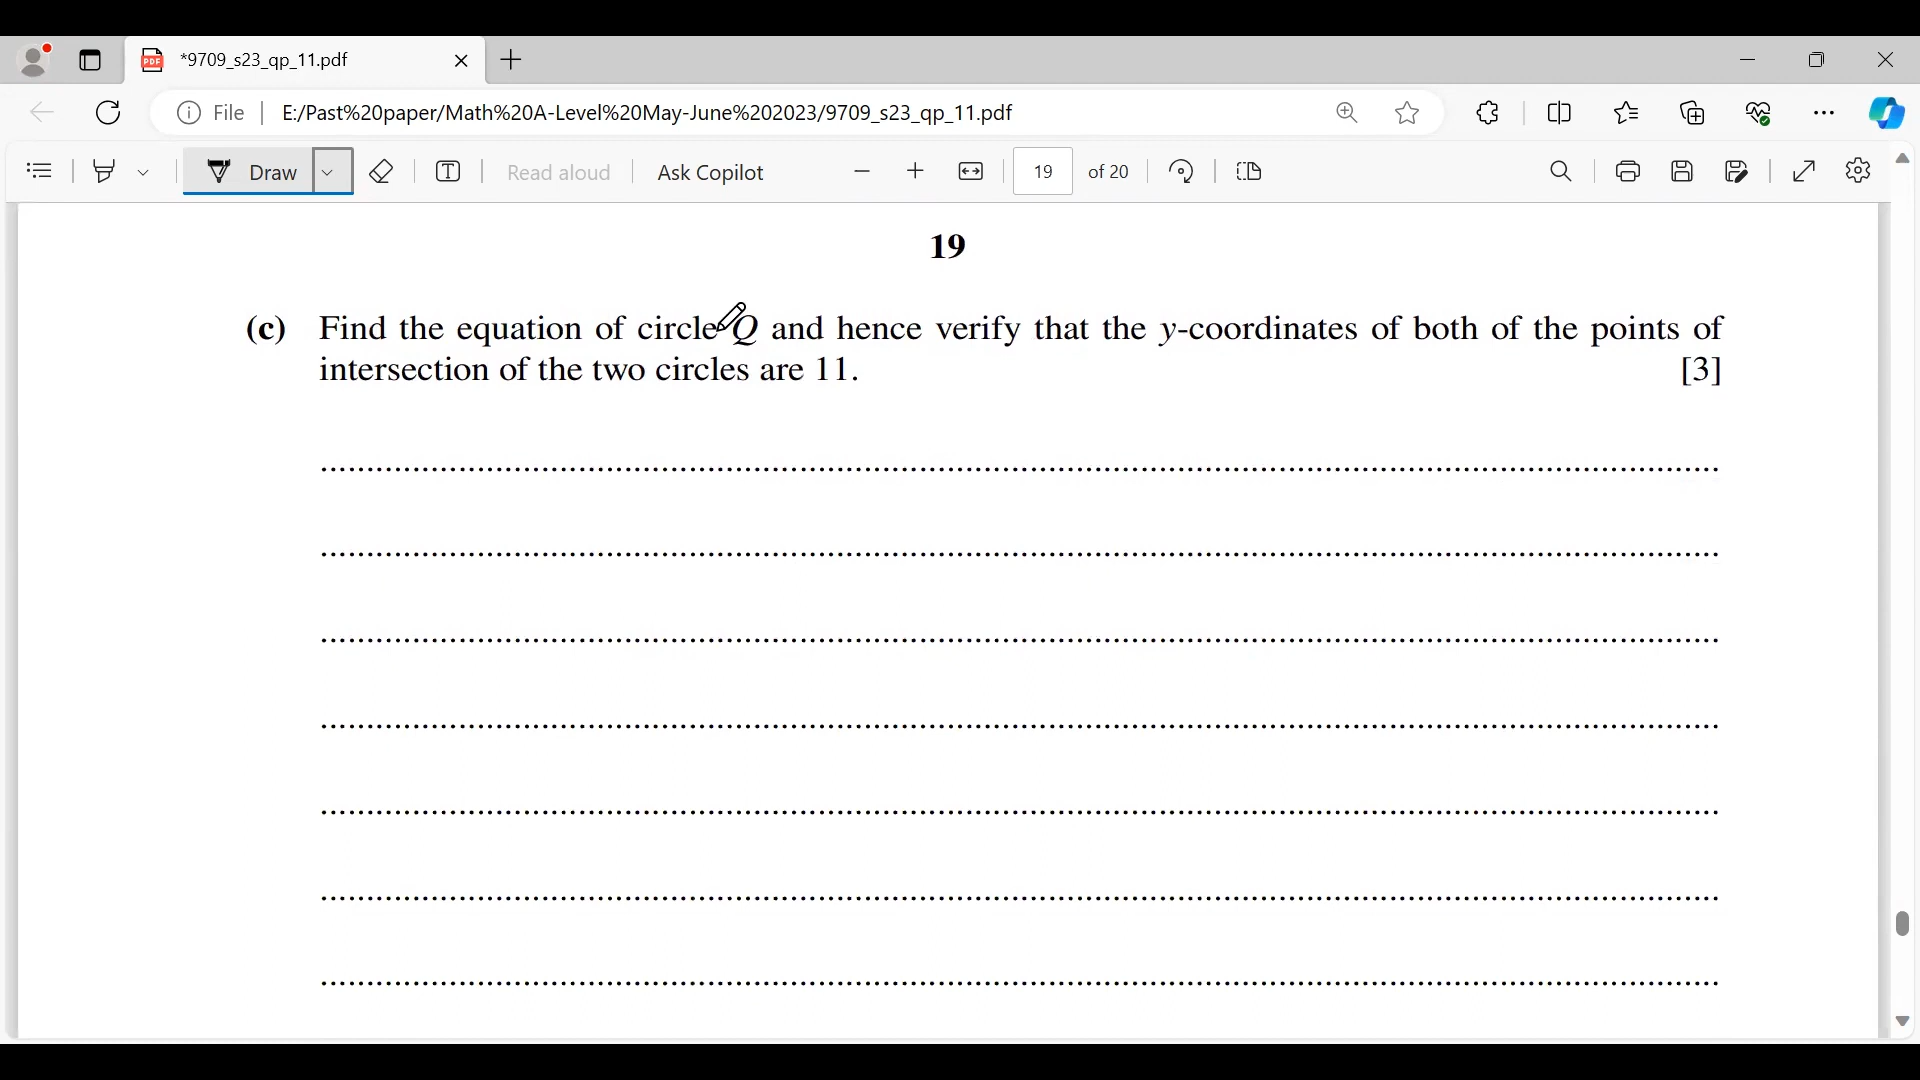 *9709_s23_qp_11.pdf
File
E:/Past%20paper/Math%20A-Level%20May-June%202023/9709_s23_qp_11.pdf
Draw
Read aloud
Ask Copilot
19 of 20
19
(c) Find the equation of circle Q and hence verify that the y-coordinates of both of the points of
intersection of the two circles are 11. [3]